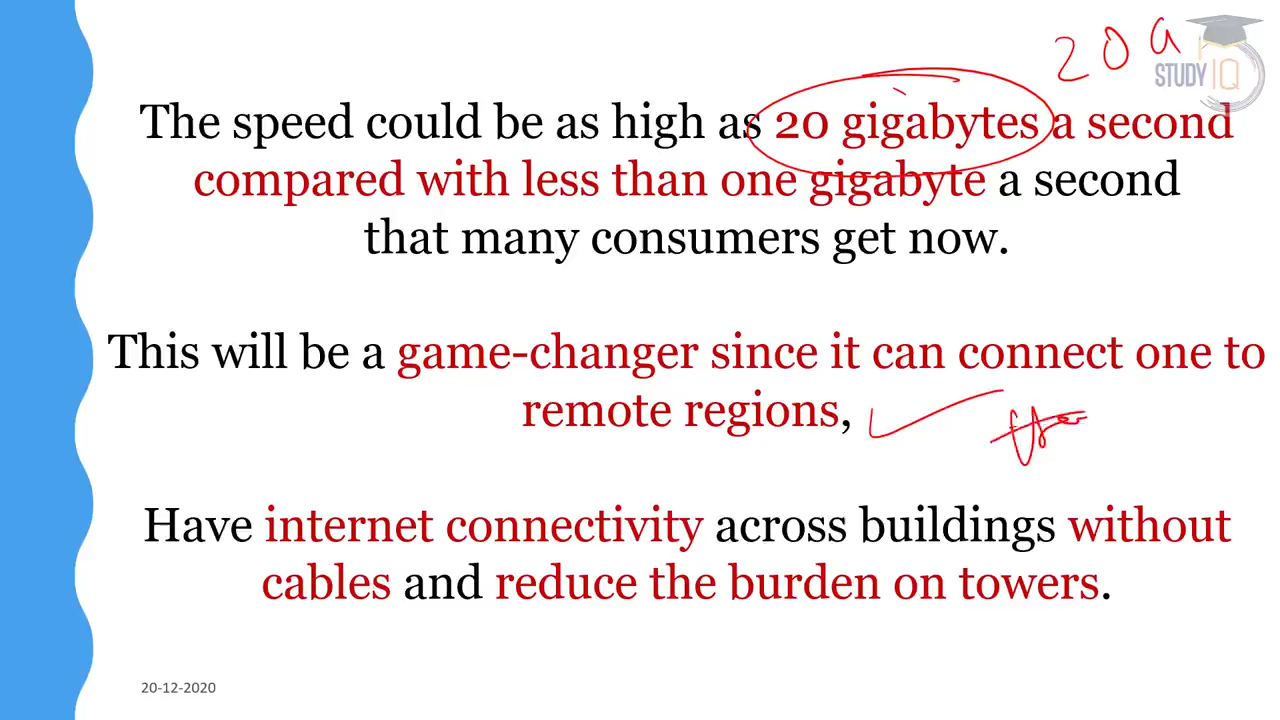 20 G
STUDY IQ
The speed could be as high as 20 gigabytes a second
compared with less than one gigabyte a second
that many consumers get now.
This will be a game-changer since it can connect one to
remote regions,
Have internet connectivity across buildings without
cables and reduce the burden on towers.
20-12-2020